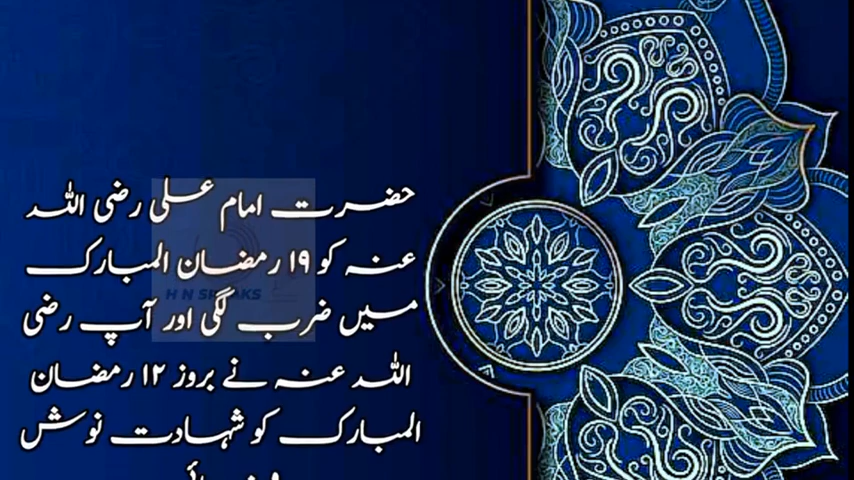 حضرت امام علی رضی اللہ
عنہ کو ۱۹ رمضان المبارک
H N SPEAKS
میں ضرب لگی اور آپ رضی
اللہ عنہ نے بروز ۱۲ رمضان
المبارک کو شہادت نوش